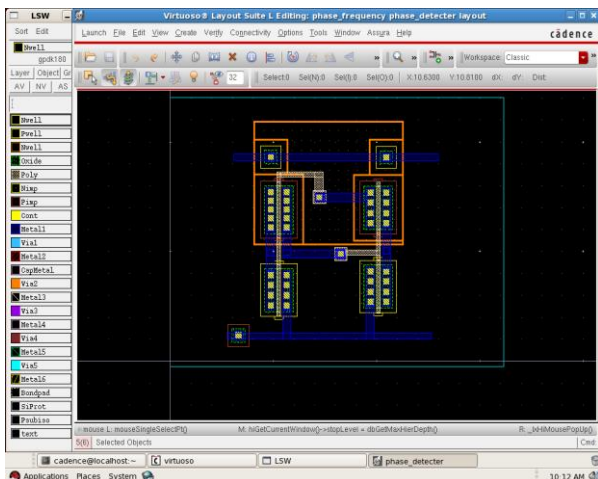 LSW
Virtuoso® Layout Suite L Editing: phase_frequency phase_detecter layout
Sort Edit
Launch File Edit View Create Verify Connectivity Options Tools Window Assura Help
cādence
Nwell
gpdk180
Workspace: Classic
Layer Object Gr
AV NV AS
32
Select:0 Sel(N):0 Sel(I):0 Sel(O):0 X:10.6300 Y:10.8100 dX: dY: Dist:
Nwell
Pwell
Nwell
Oxide
Poly
Nimp
Pimp
Cont
Metal1
Via1
Metal2
CapMetal
Via2
Metal3
Via3
Metal4
Via4
Metal5
Via5
Metal6
Bondpad
SiProt
Psubiso
text
mouse L: mouseSingleSelectPt() M: hiGetCurrentWindow()->stopLevel = dbGetMaxHierDepth() R: _lxHiMousePopUp()
5(6) Selected Objects
Cmd:
cadence@localhost:~ virtuoso LSW phase_detecter
Applications Places System 10:12 AM